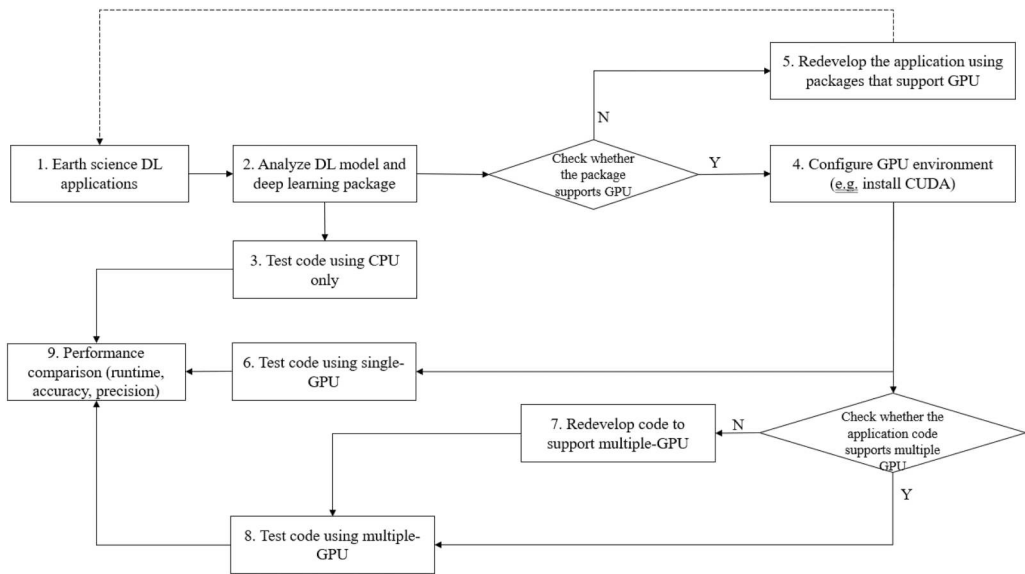 5. Redevelop the application using
packages that support GPU
N
1. Earth science DL
applications
2. Analyze DL model and
deep learning package
Check whether
the package
supports GPU
Y
4. Configure GPU environment
(e.g. install CUDA)
3. Test code using CPU
only
9. Performance
comparison (runtime,
accuracy, precision)
6. Test code using single-
GPU
7. Redevelop code to
support multiple-GPU
N
Check whether the
application code
supports multiple
GPU
Y
8. Test code using multiple-
GPU